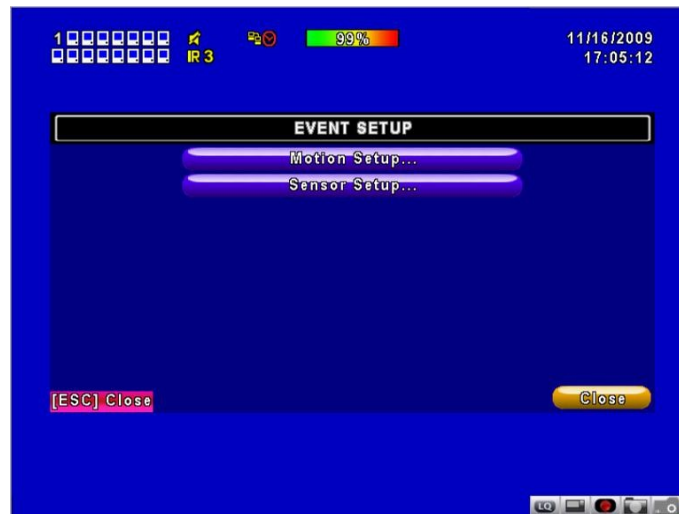 1
IR 3
99%
11/16/2009
17:05:12
EVENT SETUP
Motion Setup...
Sensor Setup...
[ESC] Close
Close
LQ